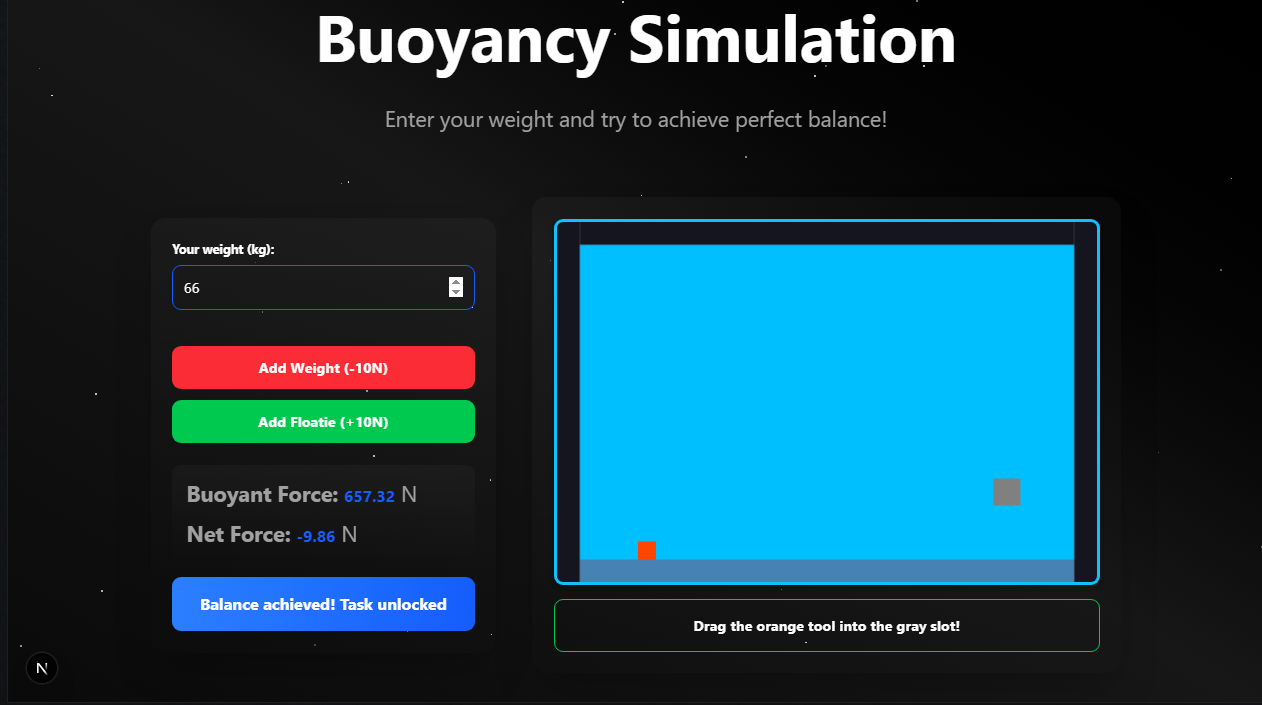 Buoyancy Simulation
Enter your weight and try to achieve perfect balance!
Your weight (kg):
66
Add Weight (-10N)
Add Floatie (+10N)
Buoyant Force: 657.32 N
Net Force: -9.86 N
Balance achieved! Task unlocked
Drag the orange tool into the gray slot!
N